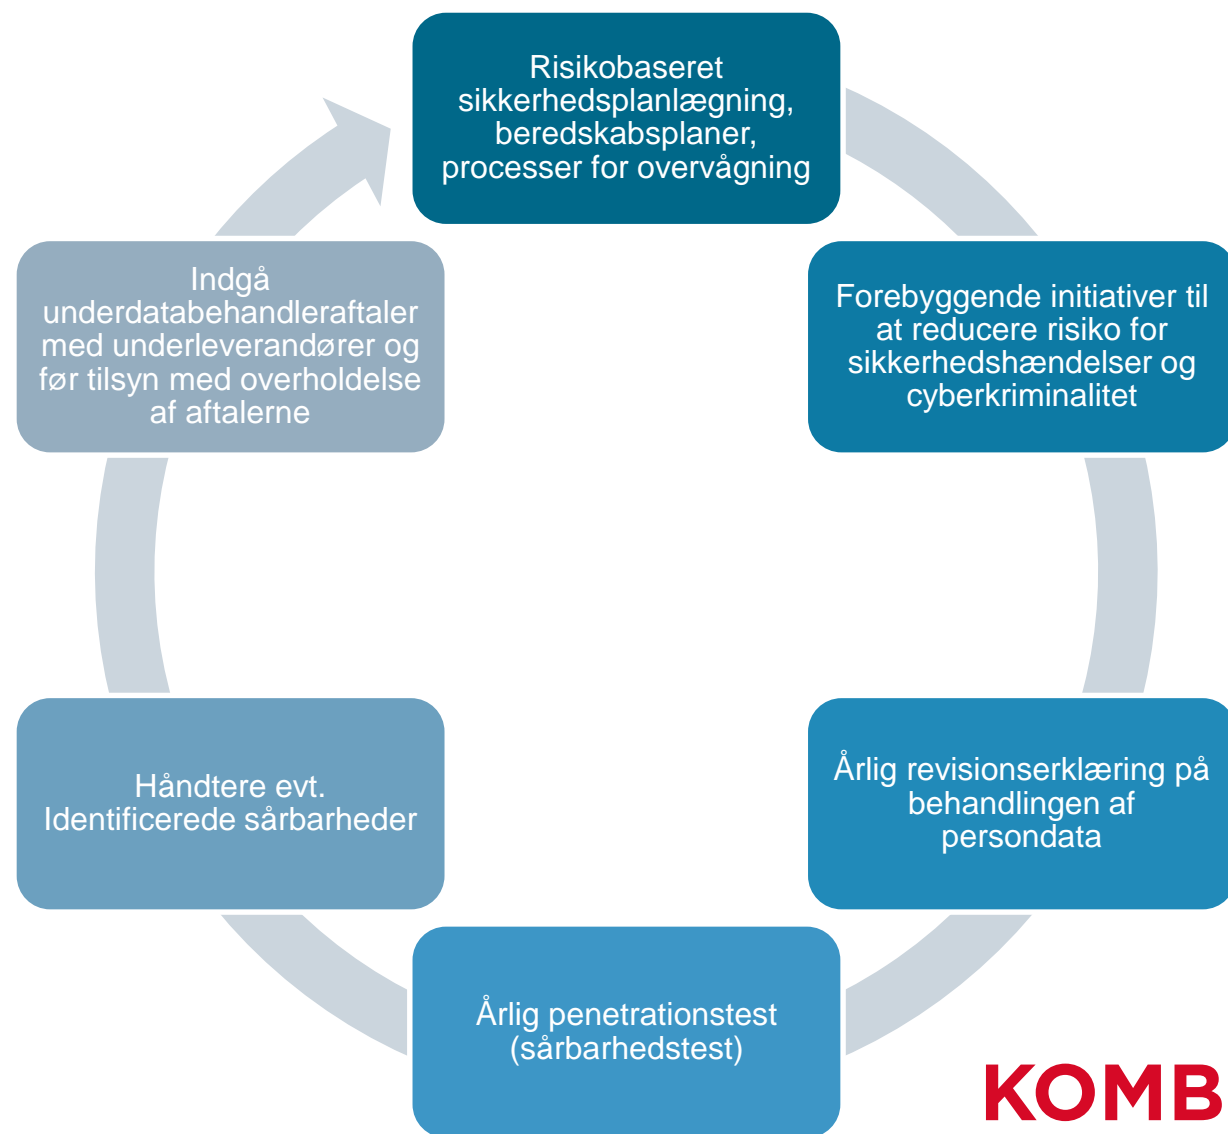 Risikobaseret
sikkerhedsplanlægning,
beredskabsplaner,
processer for overvågning
Forebyggende initiativer til
at reducere risiko for
sikkerhedshændelser og
cyberkriminalitet
Årlig revisionserklæring på
behandlingen af
persondata
Årlig penetrationstest
(sårbarhedstest)
Håndtere evt.
Identificerede sårbarheder
Indgå
underdatabehandleraftaler
med underleverandører og
før tilsyn med overholdelse
af aftalerne
KOMB